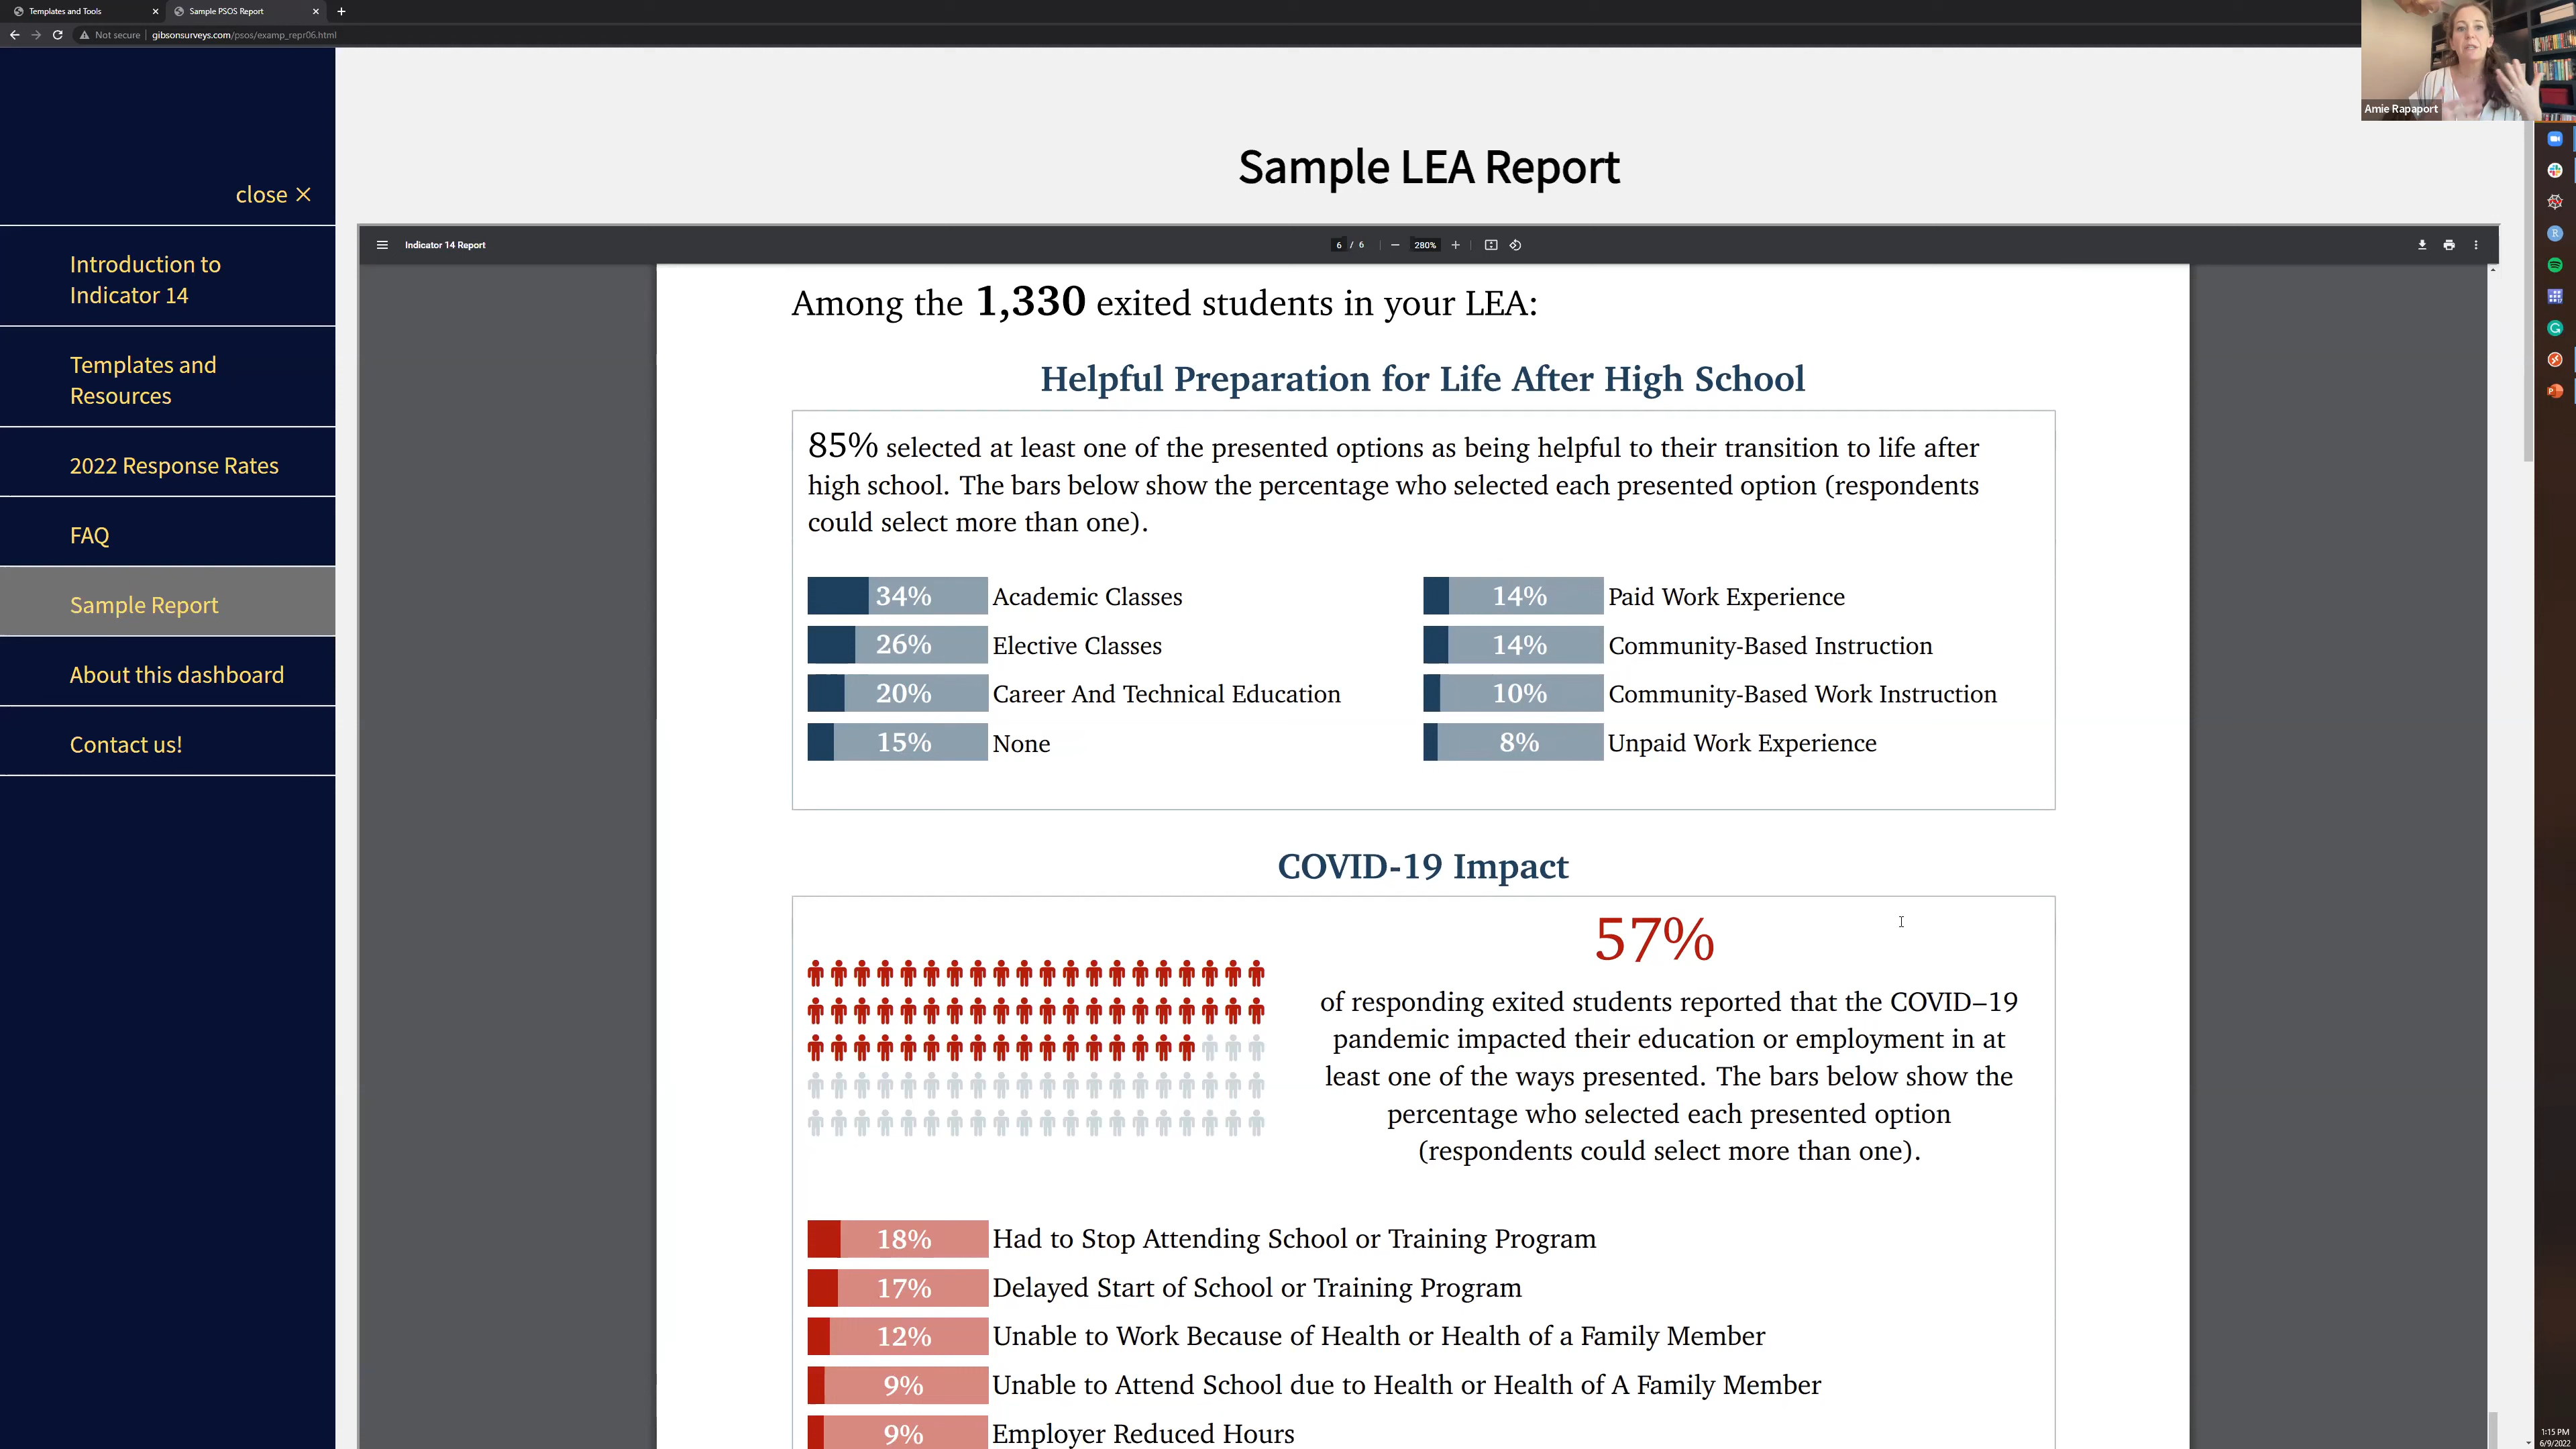 Templates and Tools
Sample PSOS Report
Not secure
gibsonsurveys.com/psos/examp_repr06.html
Amie Rapaport
close
Introduction to
Indicator 14
Templates and
Resources
2022 Response Rates
FAQ
Sample Report
About this dashboard
Contact us!
Sample LEA Report
Indicator 14 Report
6 / 6
280%
Among the 1,330 exited students in your LEA:
Helpful Preparation for Life After High School
85% selected at least one of the presented options as being helpful to their transition to life after
high school. The bars below show the percentage who selected each presented option (respondents
could select more than one).
34% Academic Classes
26% Elective Classes
20% Career And Technical Education
15% None
14% Paid Work Experience
14% Community-Based Instruction
10% Community-Based Work Instruction
8% Unpaid Work Experience
COVID-19 Impact
57%
of responding exited students reported that the COVID–19
pandemic impacted their education or employment in at
least one of the ways presented. The bars below show the
percentage who selected each presented option
(respondents could select more than one).
18% Had to Stop Attending School or Training Program
17% Delayed Start of School or Training Program
12% Unable to Work Because of Health or Health of a Family Member
9% Unable to Attend School due to Health or Health of A Family Member
9% Employer Reduced Hours
1:15 PM
6/9/2022